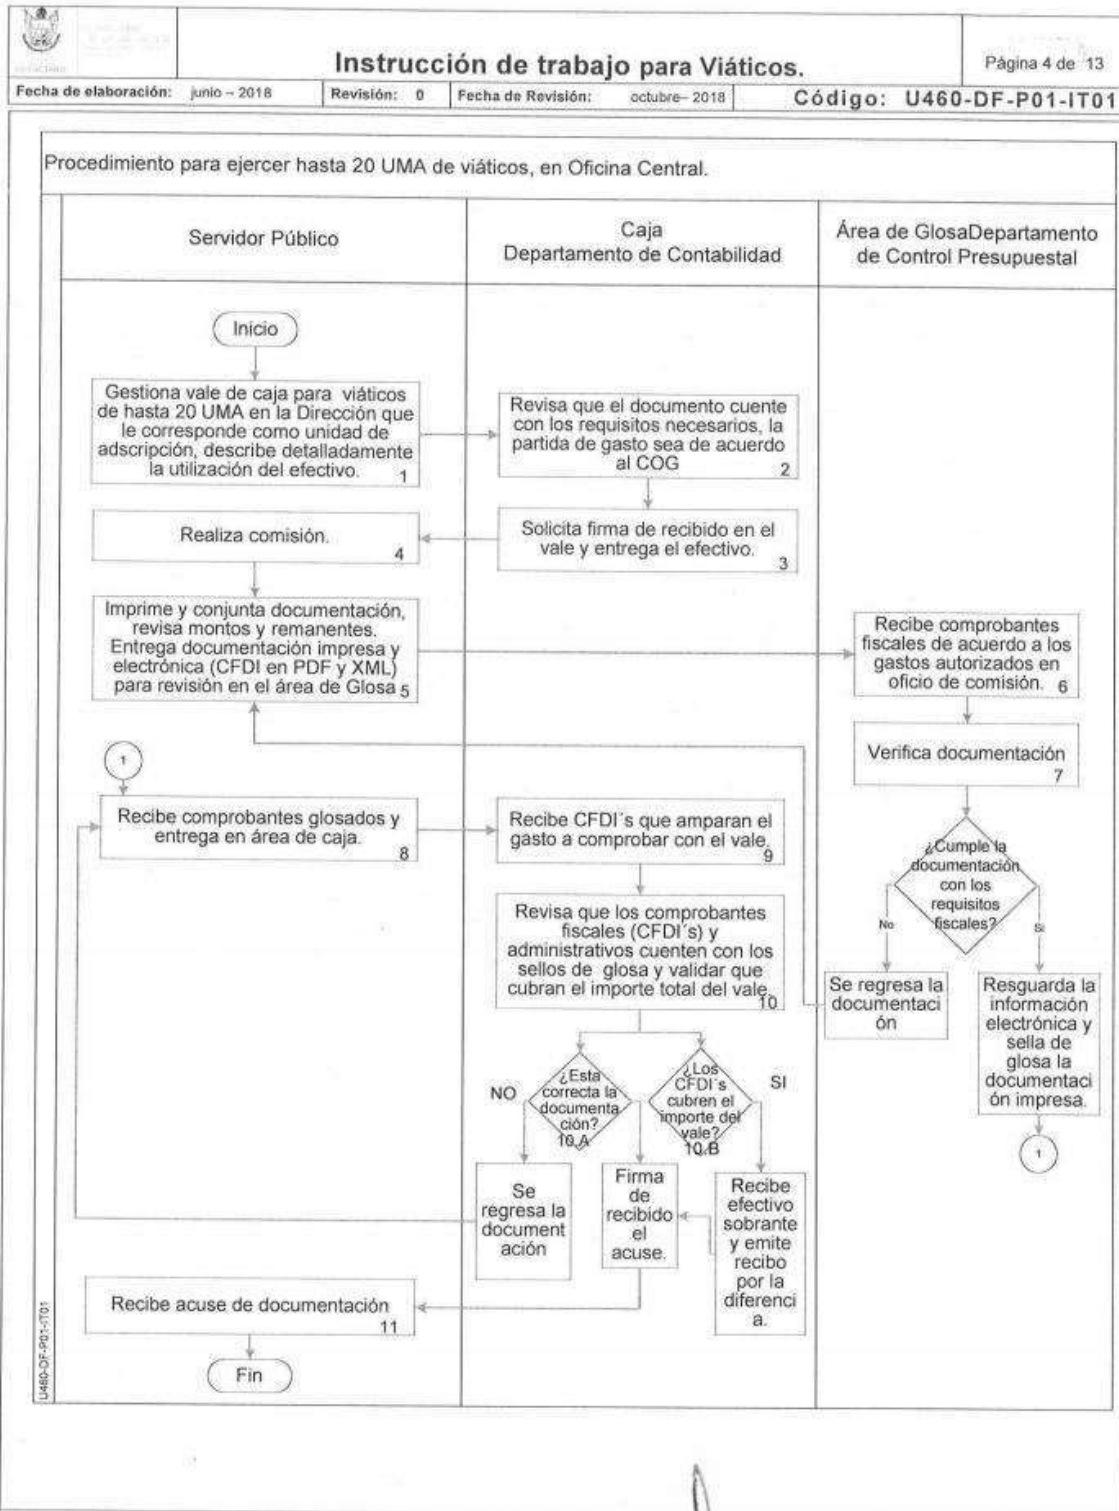 Instrucción de trabajo para Viáticos.
Página 4 de 13
Fecha de elaboración: junio – 2018
Revisión: 0
Fecha de Revisión: octubre– 2018
Código: U460-DF-P01-IT01
Procedimiento para ejercer hasta 20 UMA de viáticos, en Oficina Central.
Servidor Público
Caja
Departamento de Contabilidad
Área de GlosaDepartamento
de Control Presupuestal
Inicio
Gestiona vale de caja para viáticos
de hasta 20 UMA en la Dirección que
le corresponde como unidad de
adscripción, describe detalladamente
la utilización del efectivo.
1
Revisa que el documento cuente
con los requisitos necesarios, la
partida de gasto sea de acuerdo
al COG
2
Solicita firma de recibido en el
vale y entrega el efectivo.
3
Realiza comisión.
4
Imprime y conjunta documentación,
revisa montos y remanentes.
Entrega documentación impresa y
electrónica (CFDI en PDF y XML)
para revisión en el área de Glosa
5
Recibe comprobantes
fiscales de acuerdo a los
gastos autorizados en
oficio de comisión.
6
Verifica documentación
7
¿Cumple la
documentación
con los
requisitos
fiscales?
No
Si
Se regresa la
documentaci
ón
Resguarda la
información
electrónica y
sella de
glosa la
documentaci
ón impresa.
1
1
Recibe comprobantes glosados y
entrega en área de caja.
8
Recibe CFDI´s que amparan el
gasto a comprobar con el vale.
9
Revisa que los comprobantes
fiscales (CFDI´s) y
administrativos cuenten con los
sellos de glosa y validar que
cubran el importe total del vale.
10
¿Esta
correcta la
documenta
ción?
10.A
NO
¿Los
CFDI´s
cubren el
importe del
vale?
10.B
SI
Se
regresa la
document
ación
Firma
de
recibido
el
acuse.
Recibe
efectivo
sobrante
y emite
recibo
por la
diferenci
a.
Recibe acuse de documentación
11
Fin
U460-DF-P01-IT01